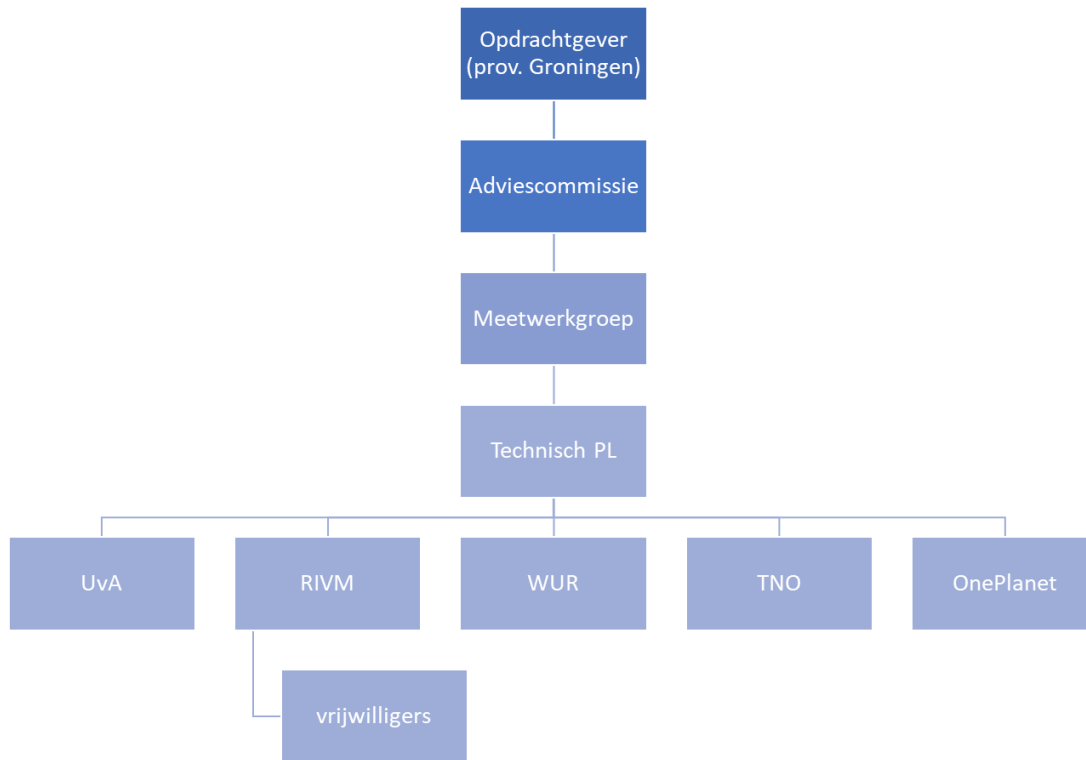 Opdrachtgever
(prov. Groningen)
Adviescommissie
Meetwerkgroep
Technisch PL
UvA
RIVM
WUR
TNO
OnePlanet
vrijwilligers